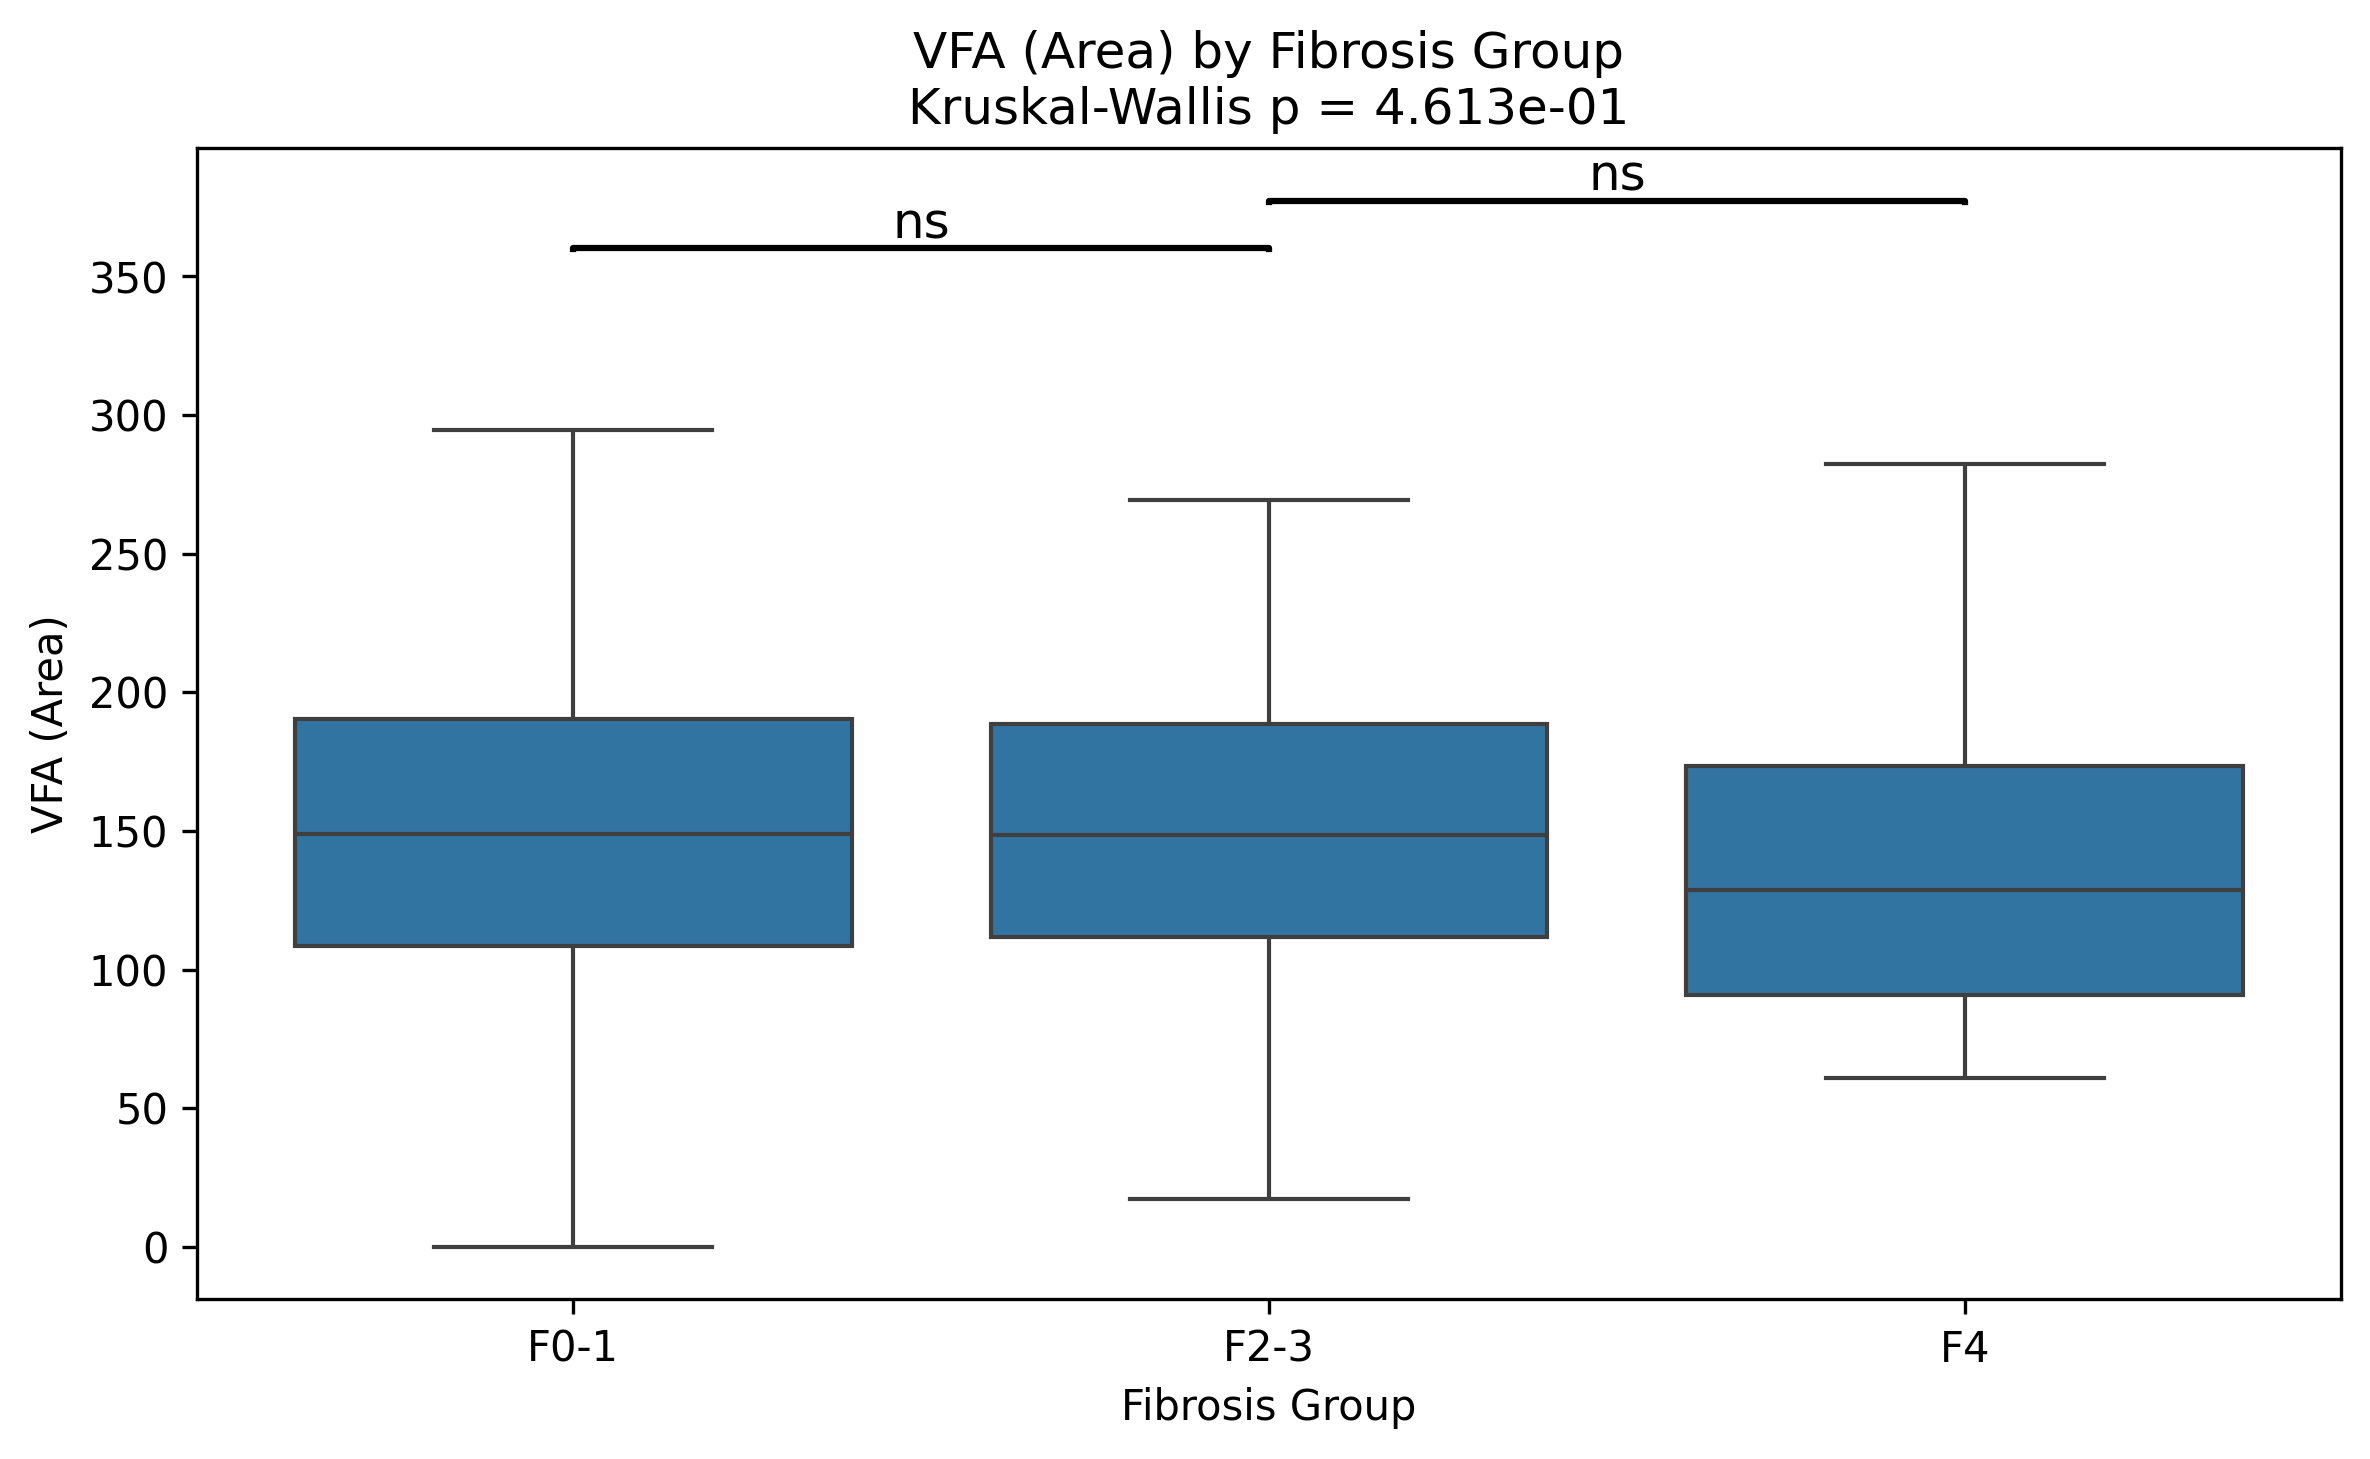 VFA (Area) by Fibrosis Group
Kruskal-Wallis p = 4.613e-01
ns
ns
350
300
250
200
150
100
50
0
VFA (Area)
F0-1
F2-3
F4
Fibrosis Group